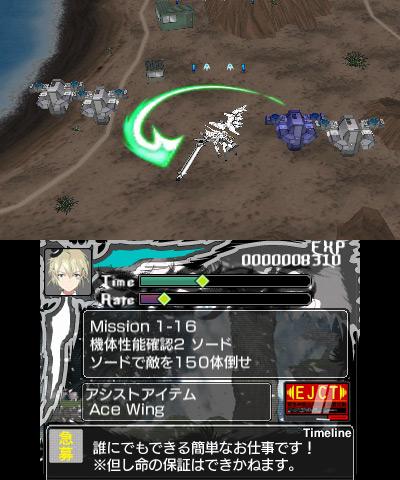 EXP
0000008310
Time
Rate
Mission 1-16
機体性能確認2 ソード
ソードで敵を150体倒せ
アシストアイテム
Ace Wing
EJCT
Timeline
急募
誰にでもできる簡単なお仕事です!
※但し命の保証はできかねます。